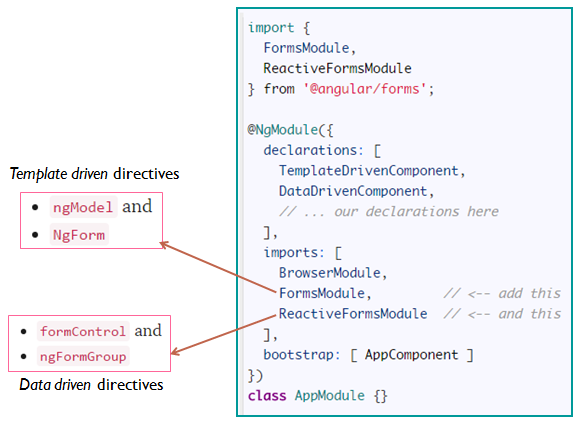 import {
  FormsModule,
  ReactiveFormsModule
} from '@angular/forms';
@NgModule({
  declarations: [
    TemplateDrivenComponent,
    DataDrivenComponent,
    // ... our declarations here
  ],
  imports: [
    BrowserModule,
    FormsModule,         // <-- add this
    ReactiveFormsModule  // <-- and this
  ],
  bootstrap: [ AppComponent ]
})
class AppModule {}
Template driven directives
• ngModel and
• NgForm
• formControl and
• ngFormGroup
Data driven directives